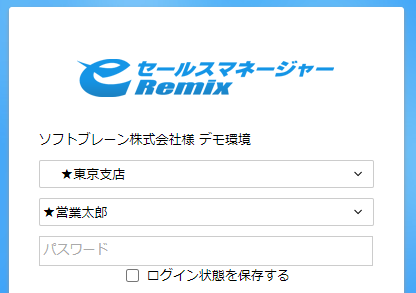 eセールスマネージャー
Remix
ソフトブレーン株式会社様 デモ環境
★東京支店
★営業太郎
パスワード
ログイン状態を保存する